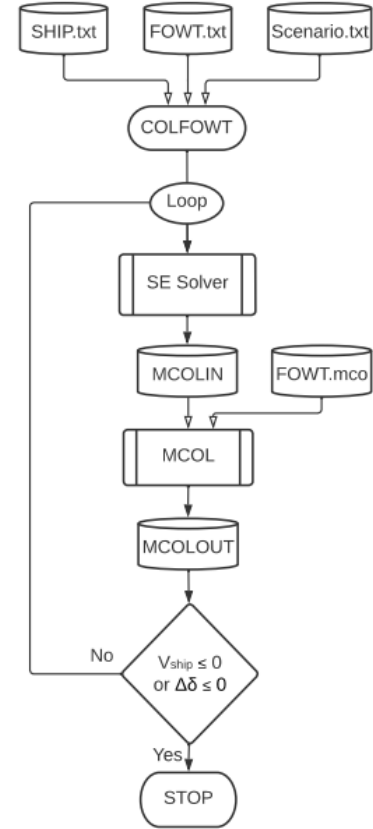 SHIP.txt
FOWT.txt
Scenario.txt
COLFOWT
Loop
SE Solver
MCOLIN
FOWT.mco
MCOL
MCOLOUT
No
Vship ≤ 0
or Δδ ≤ 0
Yes
STOP